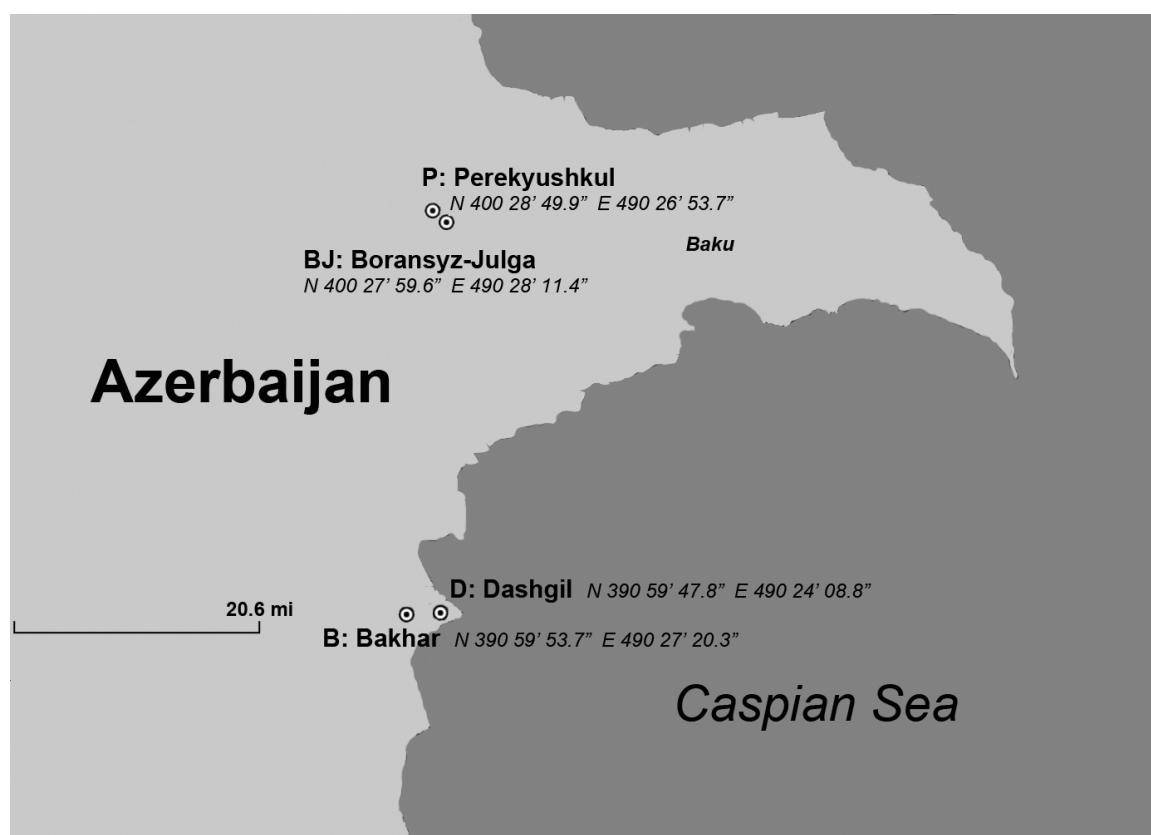 P: Perekyushkul
N 400 28’ 49.9” E 490 26’ 53.7”
Baku
BJ: Boransyz-Julga
N 400 27’ 59.6” E 490 28’ 11.4”
Azerbaijan
D: Dashgil N 390 59’ 47.8” E 490 24’ 08.8”
20.6 mi
B: Bakhar N 390 59’ 53.7” E 490 27’ 20.3”
Caspian Sea